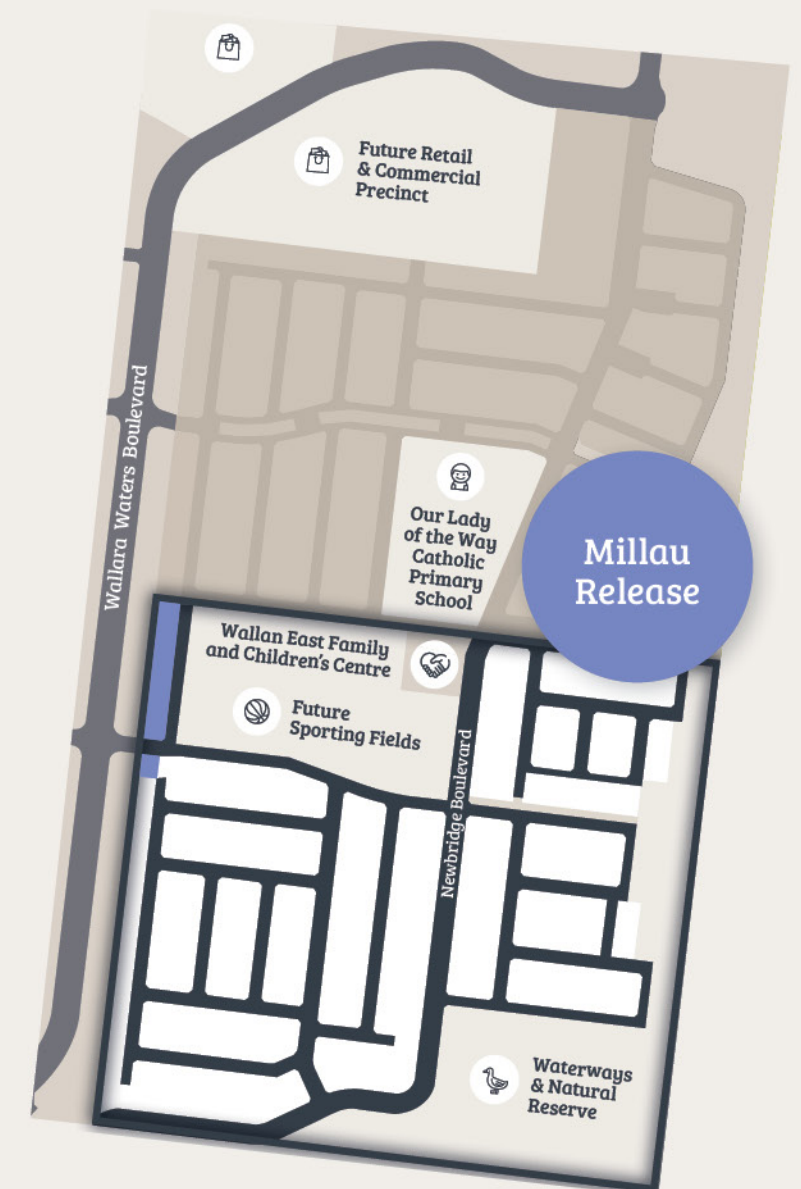 Future Retail
& Commercial
Precinct
Wallara Waters Boulevard
Our Lady
of the Way
Catholic
Primary
School
Millau
Release
Wallan East Family
and Children's Centre
Future
Sporting Fields
Newbridge Boulevard
Waterways
& Natural
Reserve